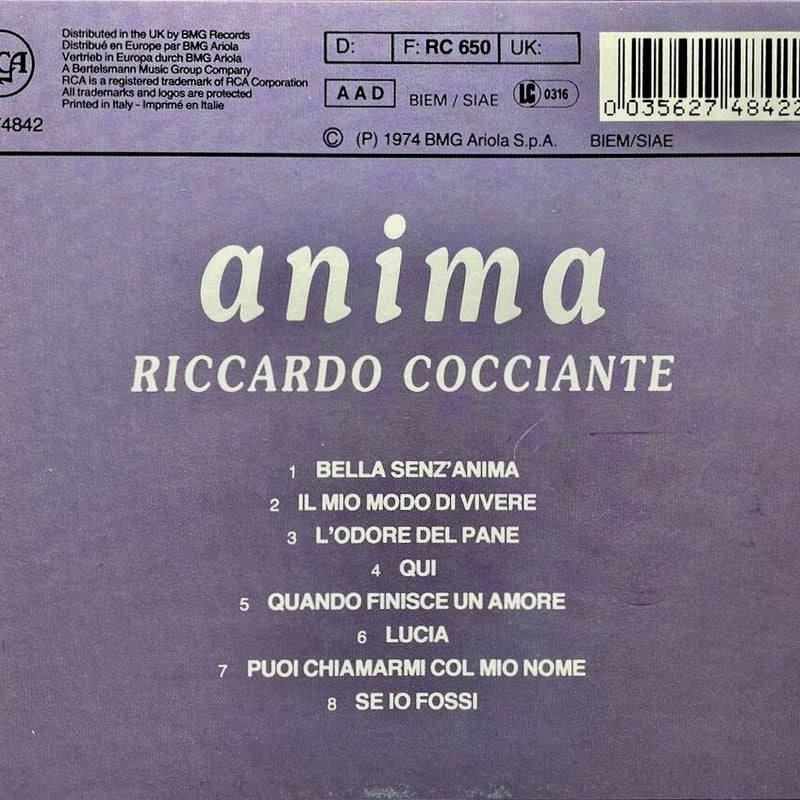 RCA
Distributed in the UK by BMG Records
Distribué en Europe par BMG Ariola
Vertrieb in Europa durch BMG Ariola
A Bertelsmann Music Group Company
RCA is a registered trademark of RCA Corporation
All trademarks and logos are protected
Printed in Italy - Imprimé en Italie
4842
D: F: RC 650 UK:
AAD BIEM / SIAE LC 0316
© (P) 1974 BMG Ariola S.p.A. BIEM/SIAE
0 035627 48422
anima
RICCARDO COCCIANTE
1 BELLA SENZ'ANIMA
2 IL MIO MODO DI VIVERE
3 L'ODORE DEL PANE
4 QUI
5 QUANDO FINISCE UN AMORE
6 LUCIA
7 PUOI CHIAMARMI COL MIO NOME
8 SE IO FOSSI